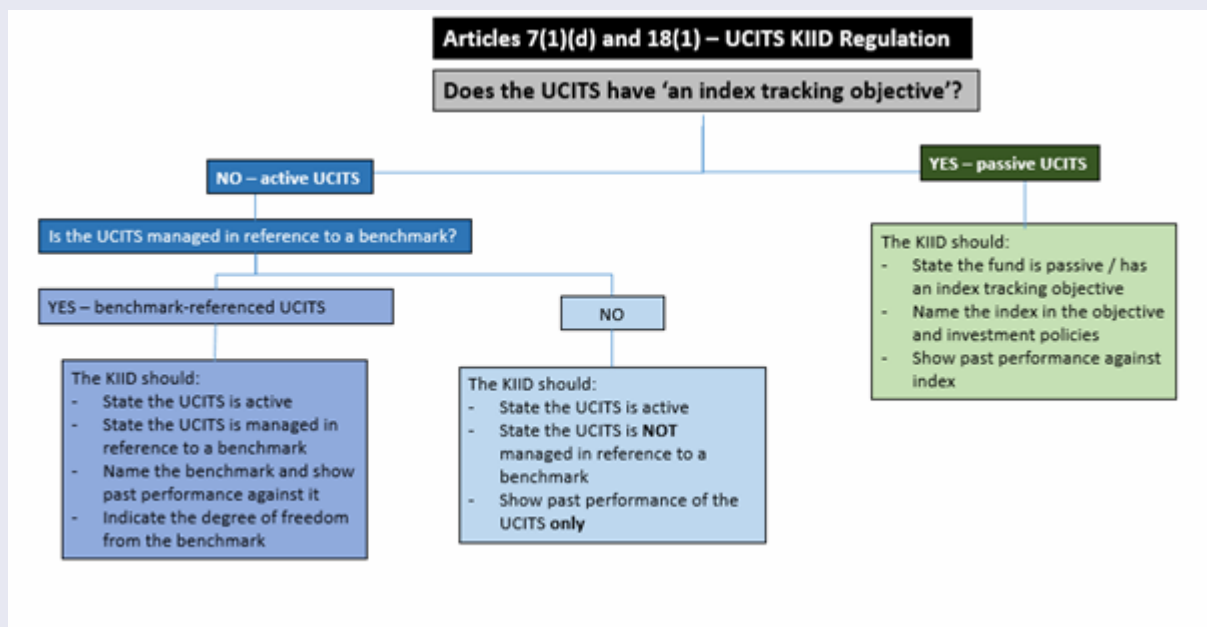 Articles 7(1)(d) and 18(1) – UCITS KIID Regulation
Does the UCITS have ‘an index tracking objective’?
NO – active UCITS
YES – passive UCITS
Is the UCITS managed in reference to a benchmark?
YES – benchmark-referenced UCITS
NO
The KIID should:
- State the UCITS is active
- State the UCITS is managed in
reference to a benchmark
- Name the benchmark and show
past performance against it
- Indicate the degree of freedom
from the benchmark
The KIID should:
- State the UCITS is active
- State the UCITS is NOT
managed in reference to a
benchmark
- Show past performance of the
UCITS only
The KIID should:
- State the fund is passive / has
an index tracking objective
- Name the index in the objective
and investment policies
- Show past performance against
index